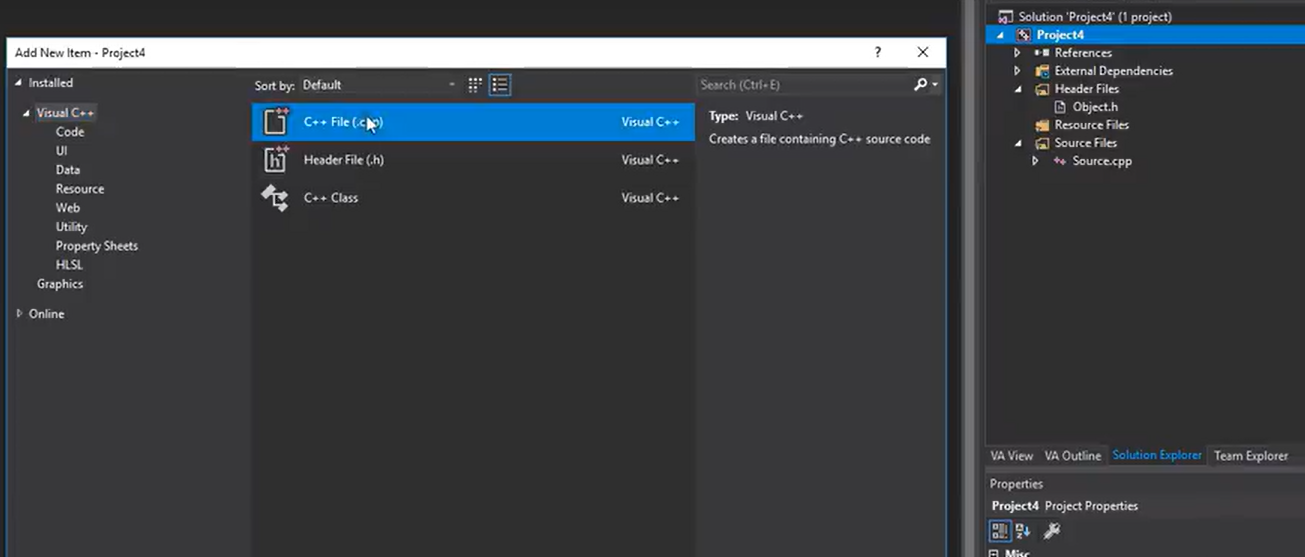 Add New Item - Project4
?
Installed
Visual C++
Code
UI
Data
Resource
Web
Utility
Property Sheets
HLSL
Graphics
Online
Sort by: Default
Search (Ctrl+E)
C++ File (.cpp) Visual C++
Header File (.h) Visual C++
C++ Class Visual C++
Type: Visual C++
Creates a file containing C++ source code
Solution 'Project4' (1 project)
Project4
References
External Dependencies
Header Files
Object.h
Resource Files
Source Files
Source.cpp
VA View VA Outline Solution Explorer Team Explorer
Properties
Project4 Project Properties
Misc